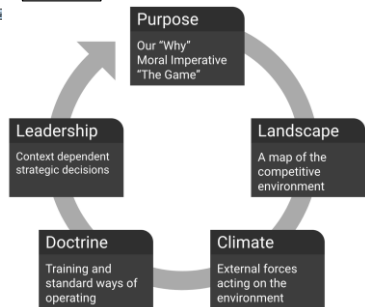 Purpose
Our “Why”
Moral Imperative
“The Game”
Landscape
A map of the
competitive
environment
Climate
External forces
acting on the
environment
Doctrine
Training and
standard ways of
operating
Leadership
Context dependent
strategic decisions